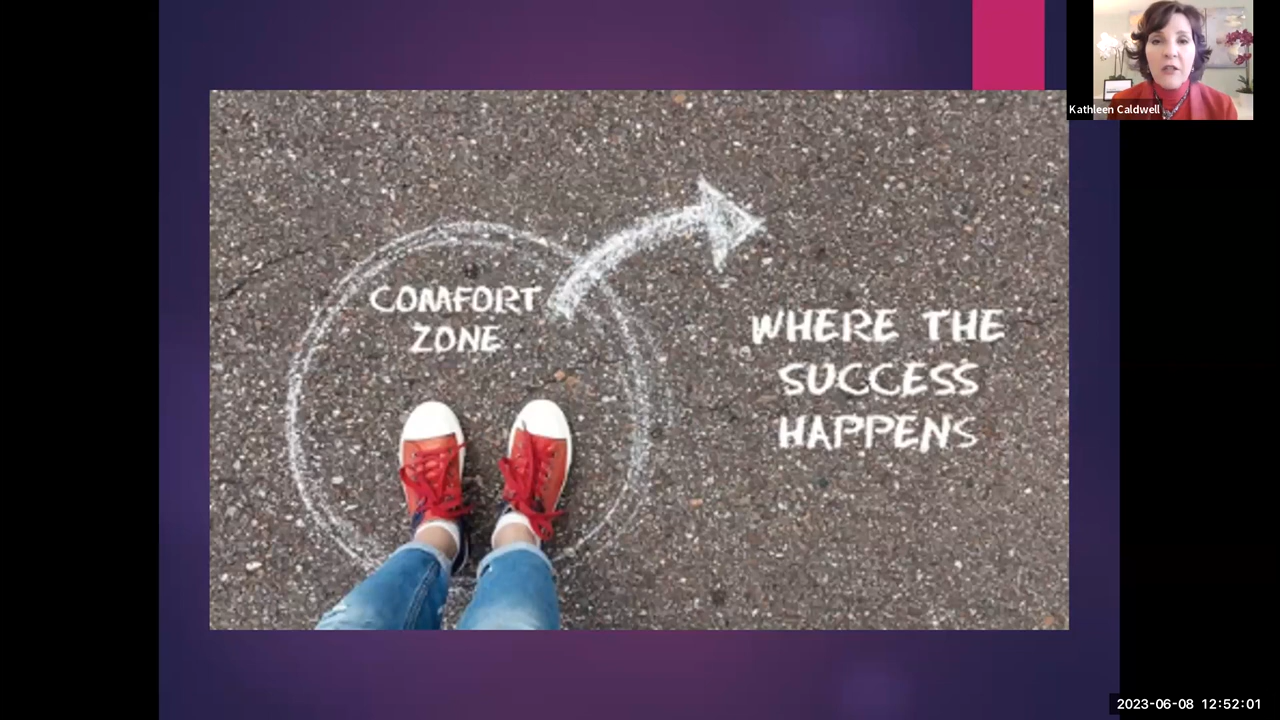 Kathleen Caldwell
COMFORT
ZONE.
WHERE THE
SUCCESS
HAPPENS
2023-06-08 12:52:01